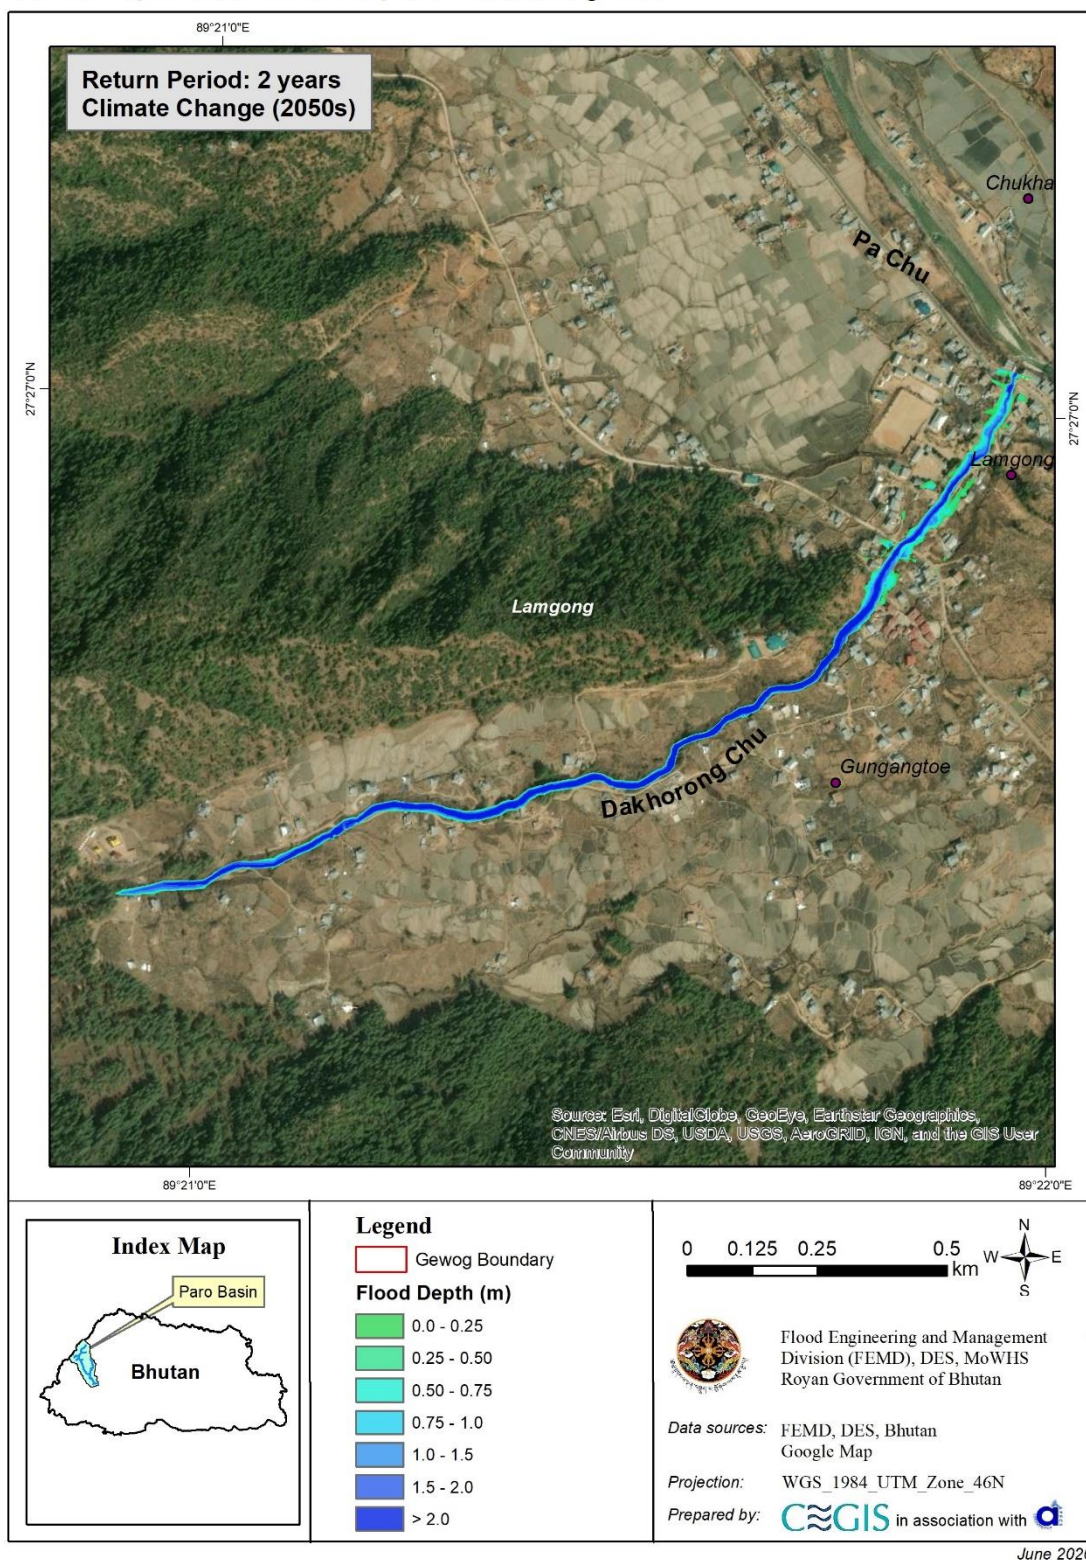 89°21'0"E
Return Period: 2 years
Climate Change (2050s)
Chukha
Pa Chu
27°27'0"N
27°27'0"N
Lamgong
Lamgong
Dakhorong Chu
Gungangtoe
Source: Esri, DigitalGlobe, GeoEye, Earthstar Geographics,
CNES/Airbus DS, USDA, USGS, AeroGRID, IGN, and the GIS User
Community
89°21'0"E
89°22'0"E
Index Map
Paro Basin
Bhutan
Legend
Gewog Boundary
Flood Depth (m)
0.0 - 0.25
0.25 - 0.50
0.50 - 0.75
0.75 - 1.0
1.0 - 1.5
1.5 - 2.0
> 2.0
0 0.125 0.25 0.5
km
N
W E
S
Flood Engineering and Management
Division (FEMD), DES, MoWHS
Royan Government of Bhutan
Data sources: FEMD, DES, Bhutan
Google Map
Projection: WGS_1984_UTM_Zone_46N
Prepared by: CEGIS in association with
June 2020